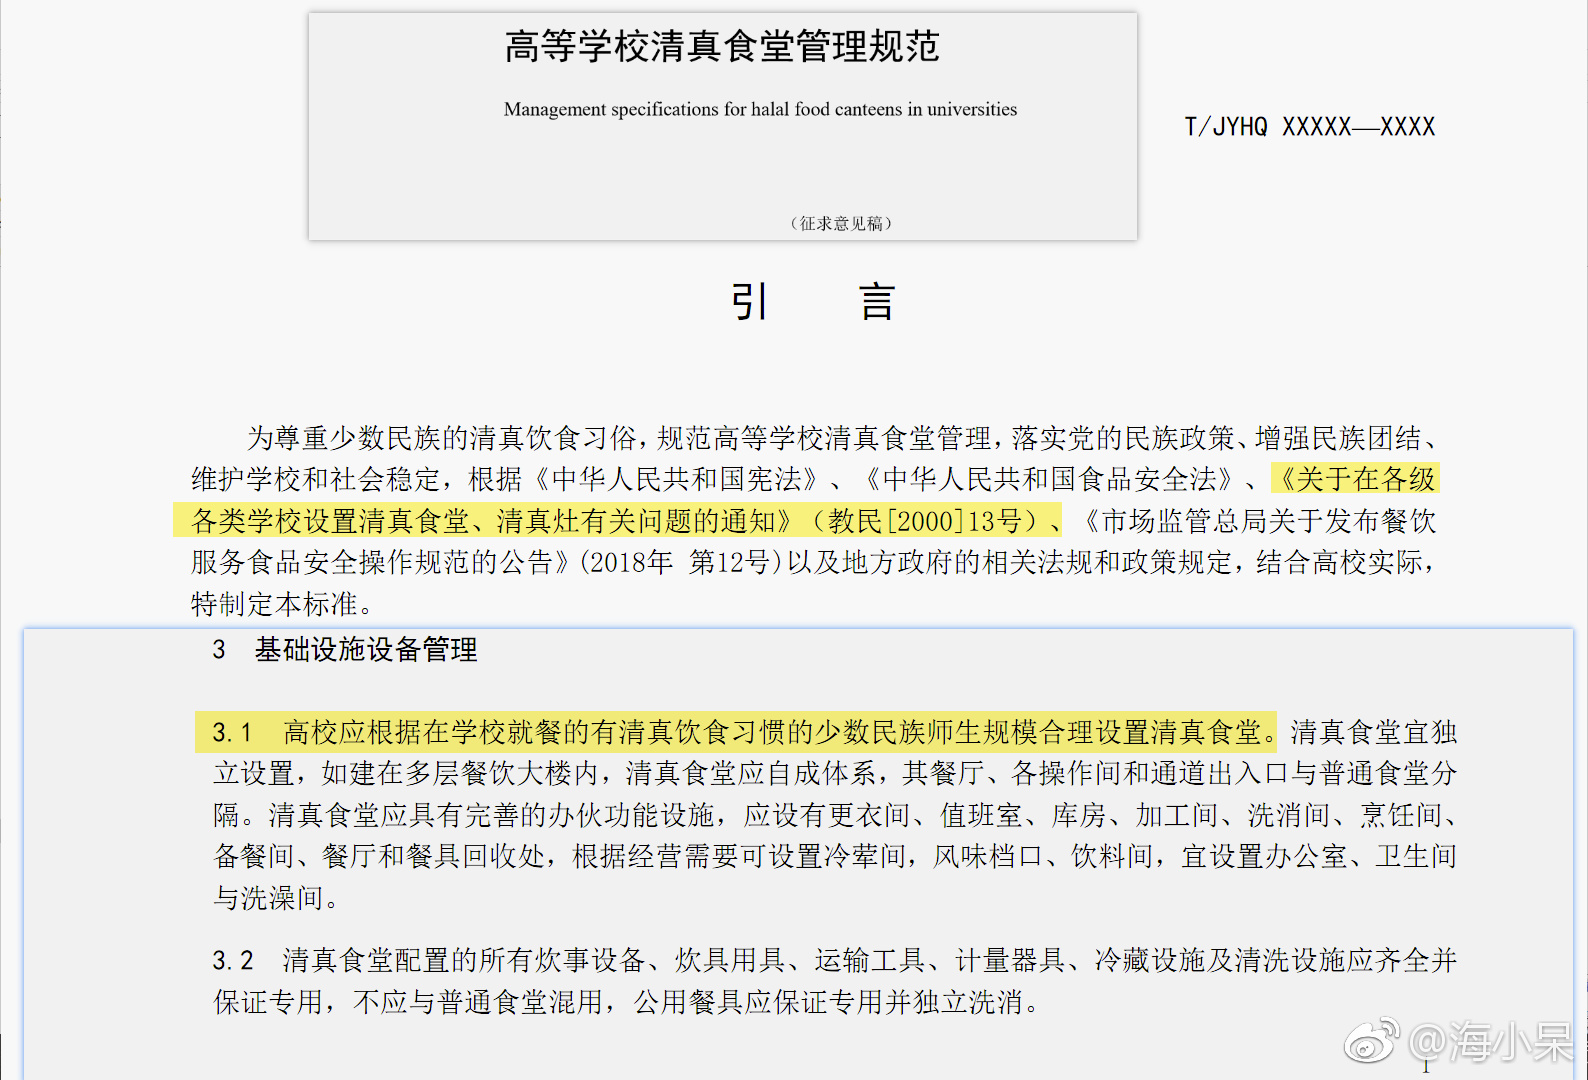 高等学校清真食堂管理规范
Management specifications for halal food canteens in universities
T/JYHQ XXXXX—XXXX
（征求意见稿）
引 言
为尊重少数民族的清真饮食习俗，规范高等学校清真食堂管理，落实党的民族政策、增强民族团结、
维护学校和社会稳定，根据《中华人民共和国宪法》、《中华人民共和国食品安全法》、《关于在各级
各类学校设置清真食堂、清真灶有关问题的通知》（教民[2000]13号）、《市场监管总局关于发布餐饮
服务食品安全操作规范的公告》(2018年 第12号)以及地方政府的相关法规和政策规定，结合高校实际，
特制定本标准。
3 基础设施设备管理
3.1 高校应根据在学校就餐的有清真饮食习惯的少数民族师生规模合理设置清真食堂。清真食堂宜独
立设置，如建在多层餐饮大楼内，清真食堂应自成体系，其餐厅、各操作间和通道出入口与普通食堂分
隔。清真食堂应具有完善的办伙功能设施，应设有更衣间、值班室、库房、加工间、洗消间、烹饪间、
备餐间、餐厅和餐具回收处，根据经营需要可设置冷荤间，风味档口、饮料间，宜设置办公室、卫生间
与洗澡间。
3.2 清真食堂配置的所有炊事设备、炊具用具、运输工具、计量器具、冷藏设施及清洗设施应齐全并
保证专用，不应与普通食堂混用，公用餐具应保证专用并独立洗消。
@海小呆
1